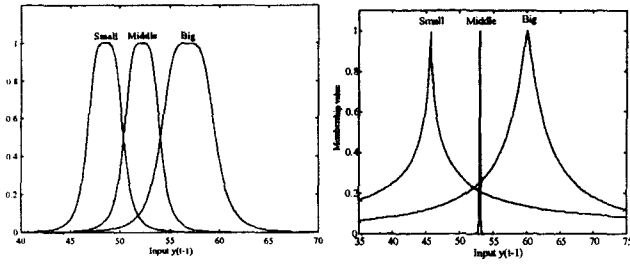 Small Middle Big
1
0.8
0.6
0.4
0.2
0
40 45 50 55 60 65 70
Input y(t-1)
Small Middle Big
1
0.8
0.6
0.4
0.2
0
Membership value
35 40 45 50 55 60 65 70 75
Input y(t-1)